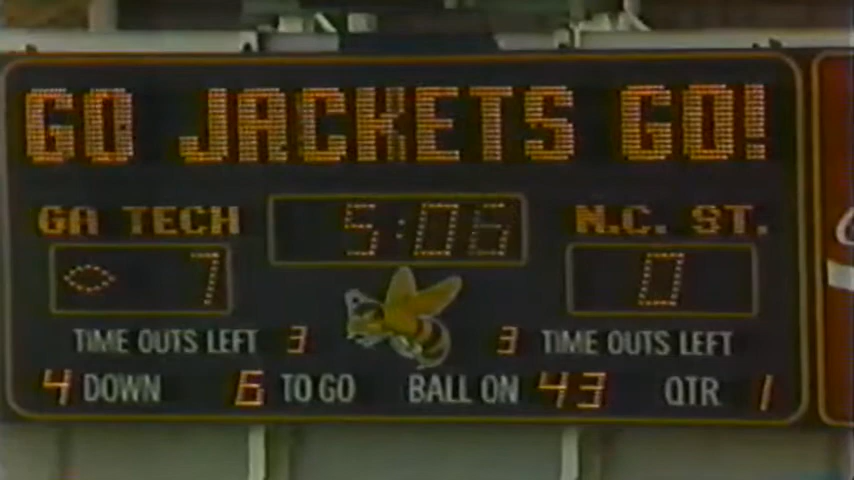 GO JACKETS GO!
GA TECH 5:06 N.C. ST.
7 0
TIME OUTS LEFT 3 3 TIME OUTS LEFT
4 DOWN 6 TO GO BALL ON 43 QTR 1